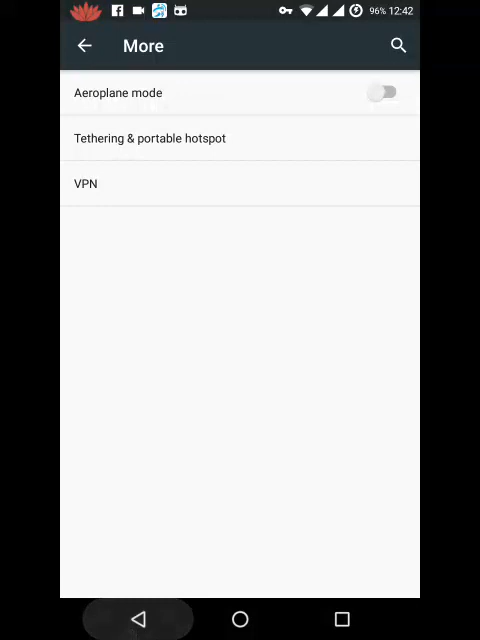 96% 12:42
More
Aeroplane mode
Tethering & portable hotspot
VPN